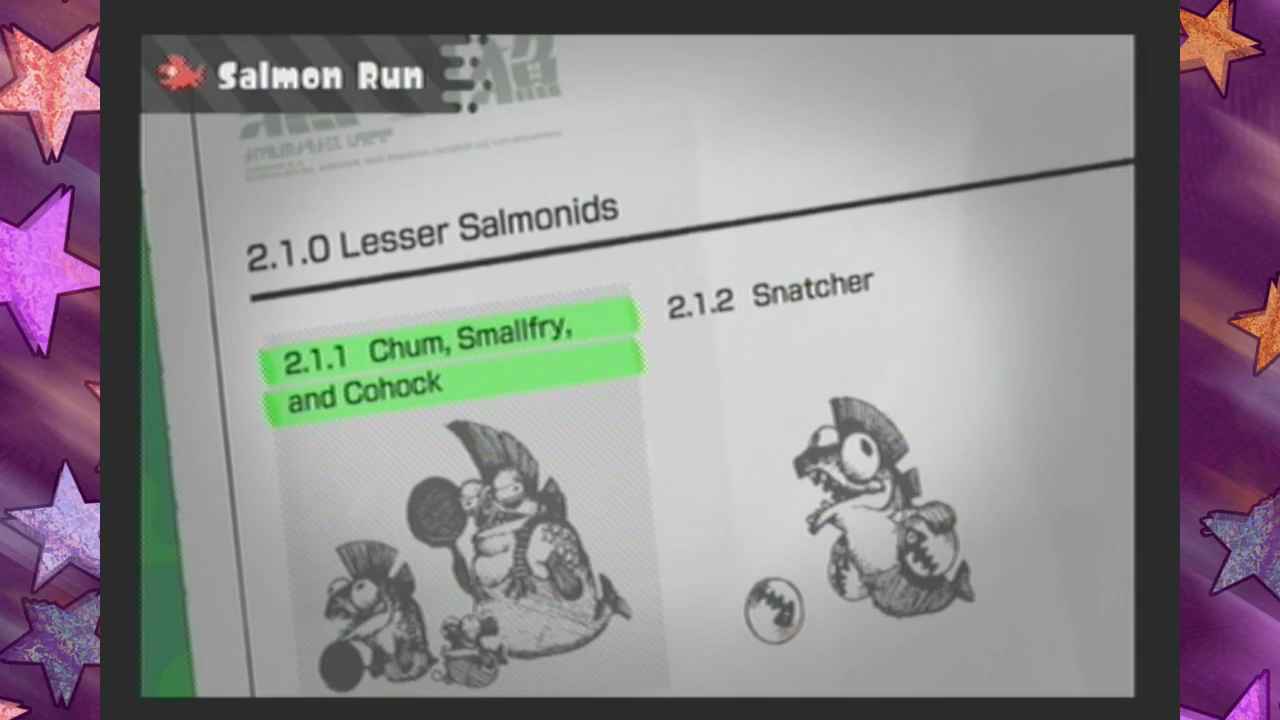 Salmon Run
2.1.0 Lesser Salmonids
2.1.1 Chum, Smallfry,
and Cohock
2.1.2 Snatcher